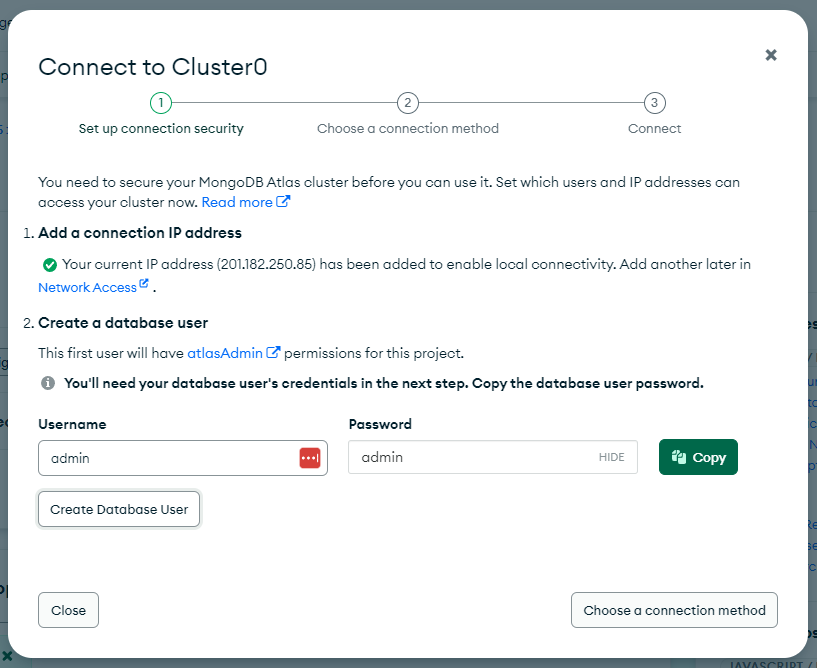 Connect to Cluster0
1
2
3
Set up connection security
Choose a connection method
Connect
You need to secure your MongoDB Atlas cluster before you can use it. Set which users and IP addresses can
access your cluster now. Read more
1. Add a connection IP address
Your current IP address (201.182.250.85) has been added to enable local connectivity. Add another later in
Network Access .
2. Create a database user
This first user will have atlasAdmin permissions for this project.
You'll need your database user's credentials in the next step. Copy the database user password.
Username
Password
admin
admin
HIDE
Copy
Create Database User
Close
Choose a connection method